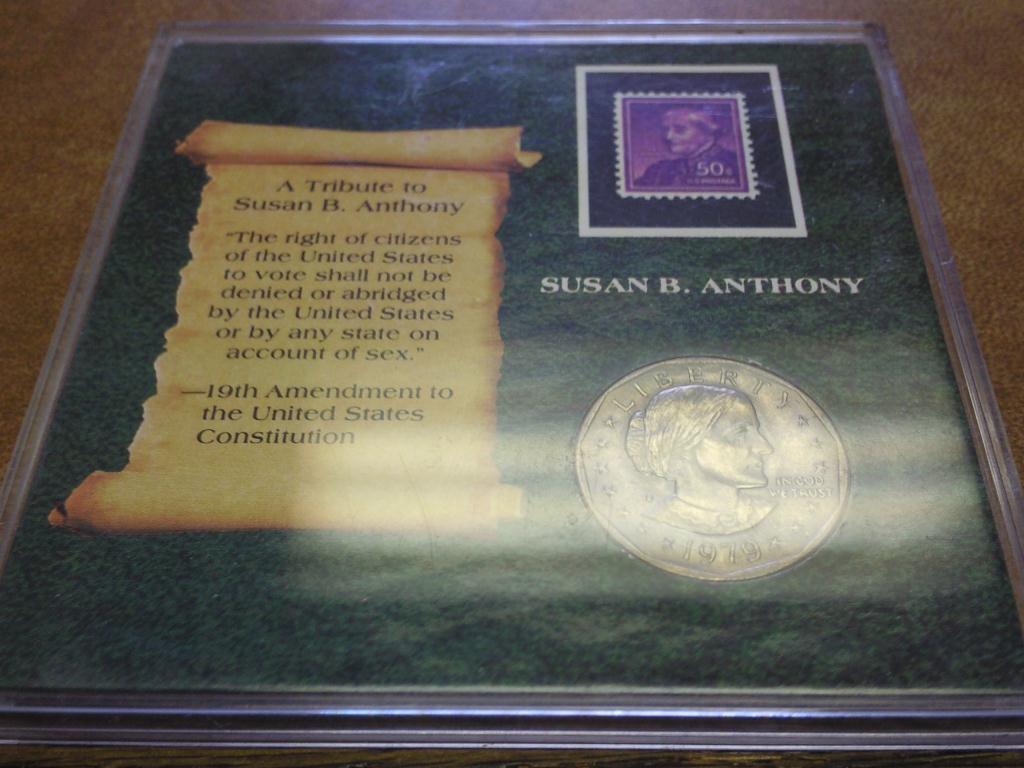 A Tribute to
Susan B. Anthony
"The right of citizens
of the United States
to vote shall not be
denied or abridged
by the United States
or by any state on
account of sex."
—19th Amendment to
the United States
Constitution
50¢
U.S. POSTAGE
SUSAN B. ANTHONY
LIBERTY
IN GOD
WE TRUST
1979